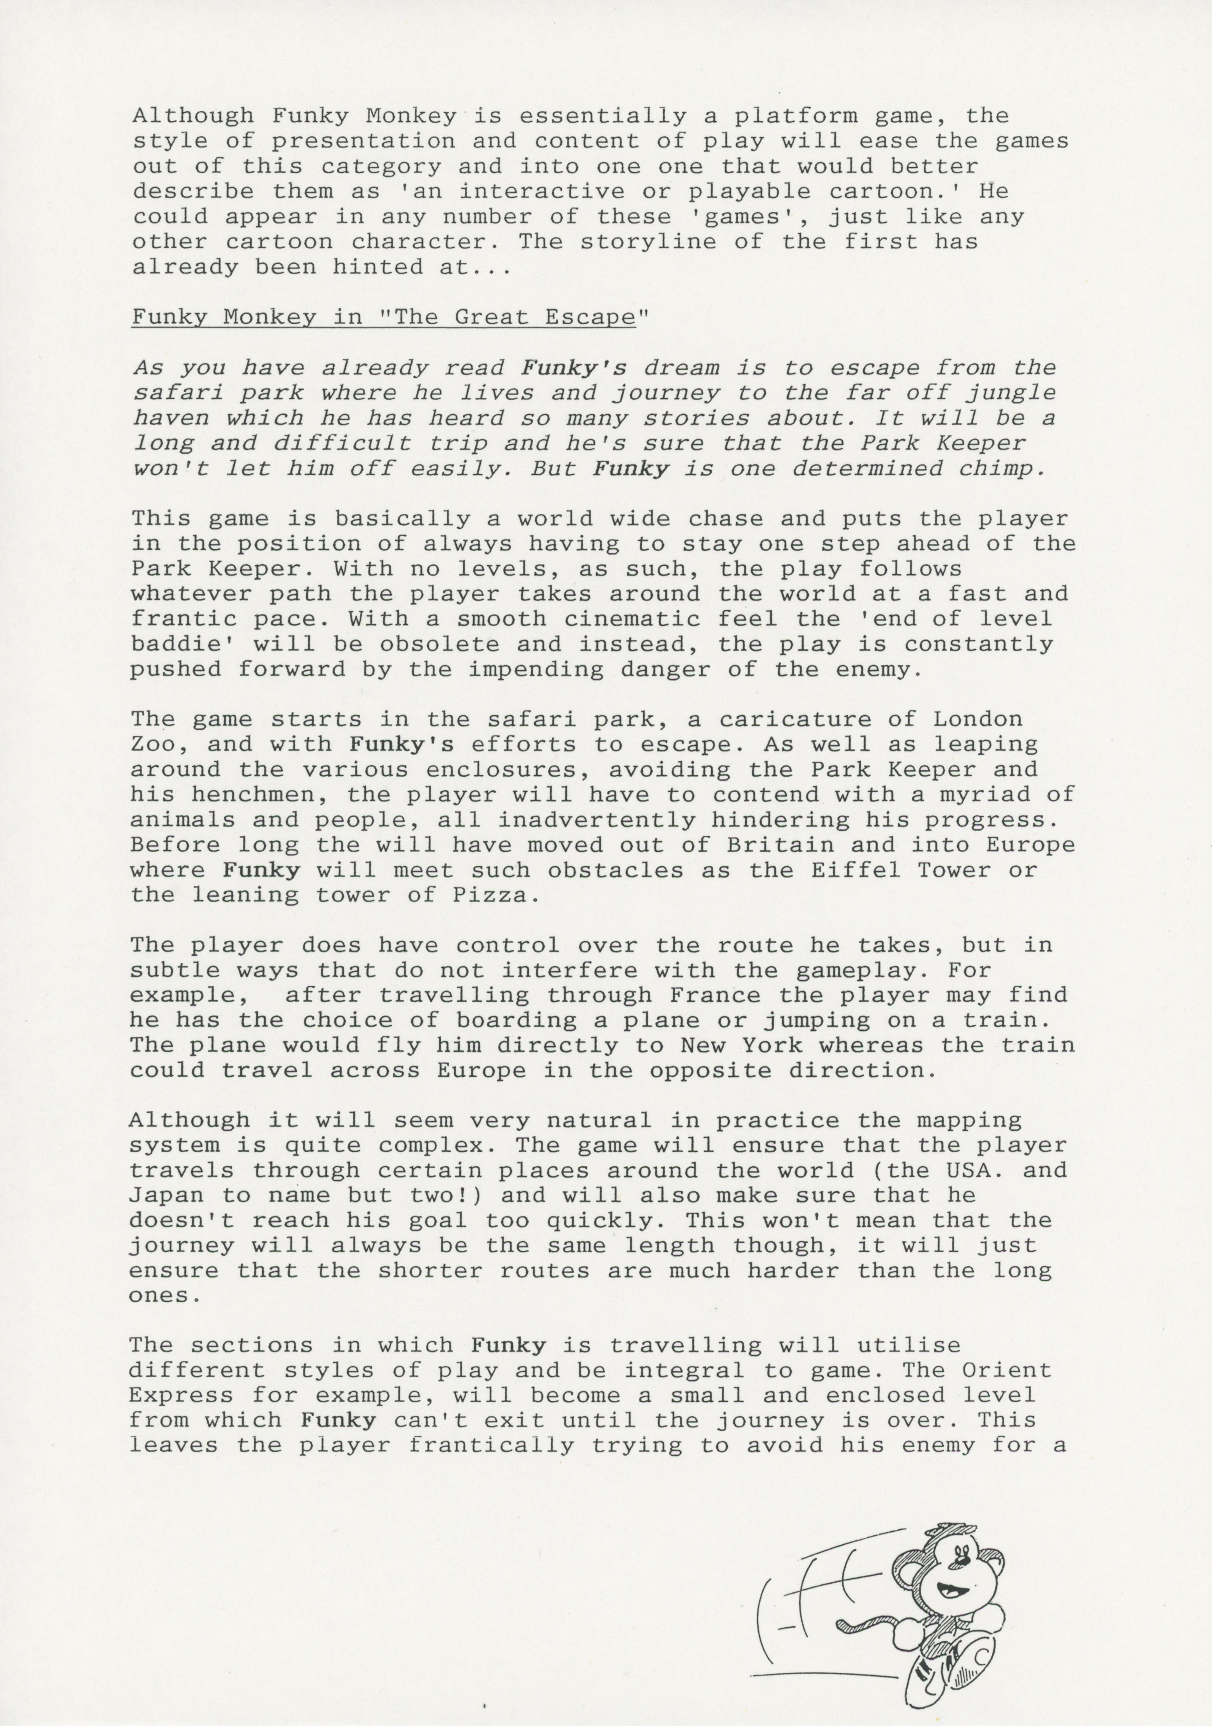 Although Funky Monkey is essentially a platform game, the
style of presentation and content of play will ease the games
out of this category and into one one that would better
describe them as 'an interactive or playable cartoon.' He
could appear in any number of these 'games', just like any
other cartoon character. The storyline of the first has
already been hinted at...
Funky Monkey in "The Great Escape"
As you have already read Funky's dream is to escape from the
safari park where he lives and journey to the far off jungle
haven which he has heard so many stories about. It will be a
long and difficult trip and he's sure that the Park Keeper
won't let him off easily. But Funky is one determined chimp.
This game is basically a world wide chase and puts the player
in the position of always having to stay one step ahead of the
Park Keeper. With no levels, as such, the play follows
whatever path the player takes around the world at a fast and
frantic pace. With a smooth cinematic feel the 'end of level
baddie' will be obsolete and instead, the play is constantly
pushed forward by the impending danger of the enemy.
The game starts in the safari park, a caricature of London
Zoo, and with Funky's efforts to escape. As well as leaping
around the various enclosures, avoiding the Park Keeper and
his henchmen, the player will have to contend with a myriad of
animals and people, all inadvertently hindering his progress.
Before long the will have moved out of Britain and into Europe
where Funky will meet such obstacles as the Eiffel Tower or
the leaning tower of Pizza.
The player does have control over the route he takes, but in
subtle ways that do not interfere with the gameplay. For
example,  after travelling through France the player may find
he has the choice of boarding a plane or jumping on a train.
The plane would fly him directly to New York whereas the train
could travel across Europe in the opposite direction.
Although it will seem very natural in practice the mapping
system is quite complex. The game will ensure that the player
travels through certain places around the world (the USA. and
Japan to name but two!) and will also make sure that he
doesn't reach his goal too quickly. This won't mean that the
journey will always be the same length though, it will just
ensure that the shorter routes are much harder than the long
ones.
The sections in which Funky is travelling will utilise
different styles of play and be integral to game. The Orient
Express for example, will become a small and enclosed level
from which Funky can't exit until the journey is over. This
leaves the player frantically trying to avoid his enemy for a